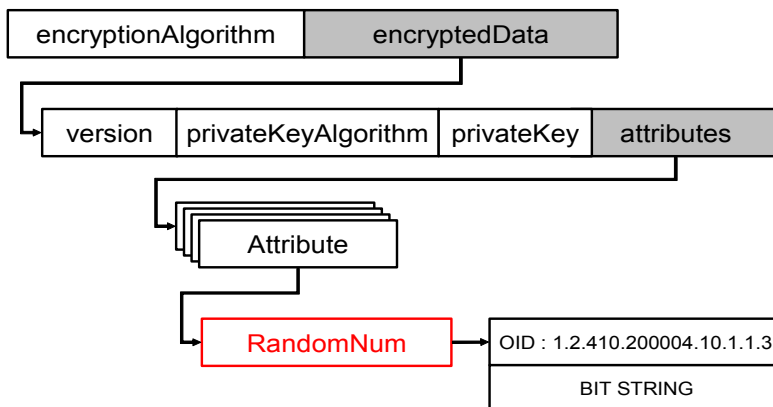 encryptionAlgorithm encryptedData
version privateKeyAlgorithm privateKey attributes
Attribute
RandomNum OID : 1.2.410.200004.10.1.1.3
BIT STRING